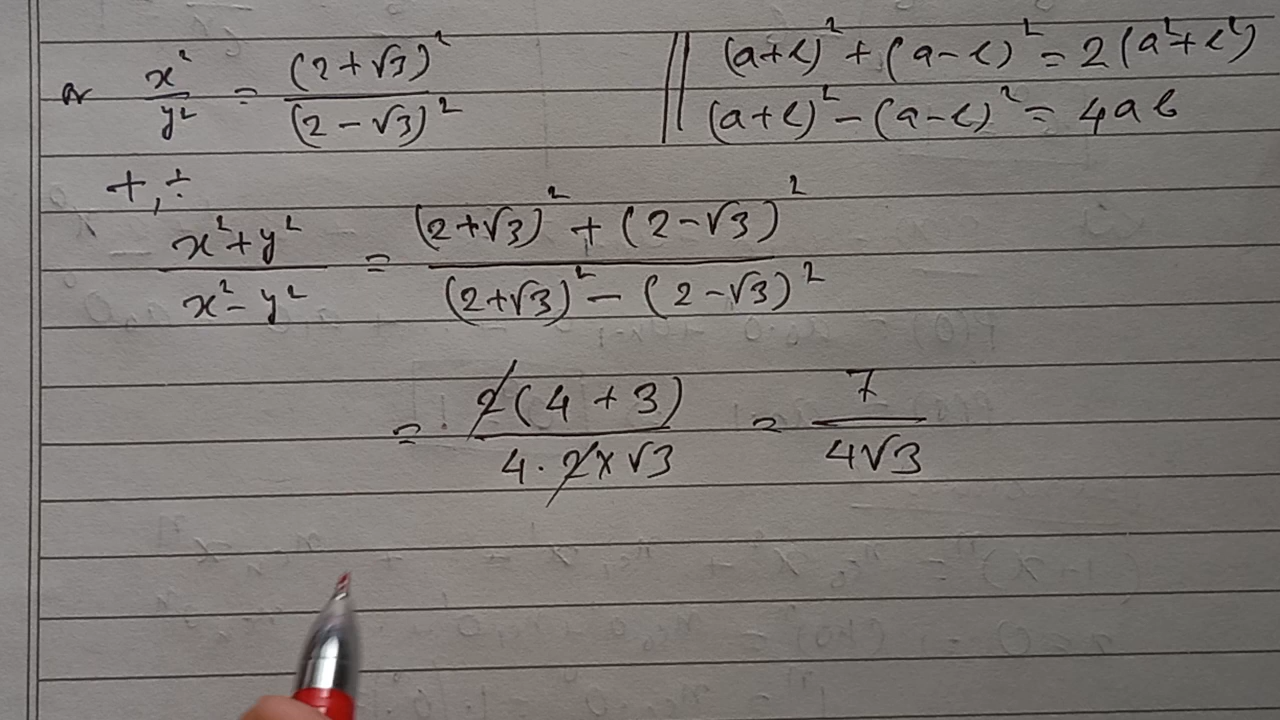 or x²/y² = (2+√3)²/(2-√3)² || (a+b)² + (a-b)² = 2(a²+b²)
(a+b)² - (a-b)² = 4ab
+, ÷
(x²+y²)/(x²-y²) = ((2+√3)² + (2-√3)²)/((2+√3)² - (2-√3)²)
= 2(4+3)/(4·2×√3) = 7/(4√3)